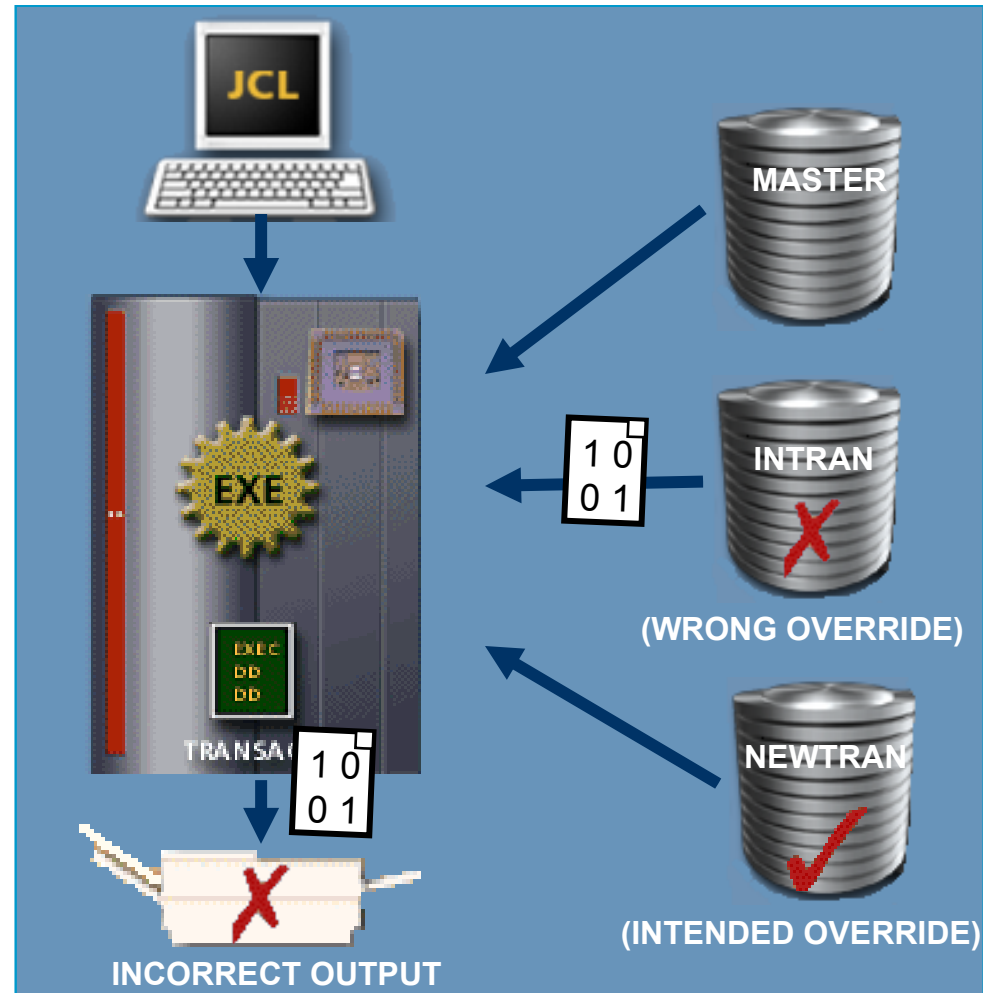 JCL
MASTER
EXE
1 0
0 1
INTRAN
(WRONG OVERRIDE)
EXEC
DD
DD
1 0
0 1
NEWTRAN
(INTENDED OVERRIDE)
INCORRECT OUTPUT